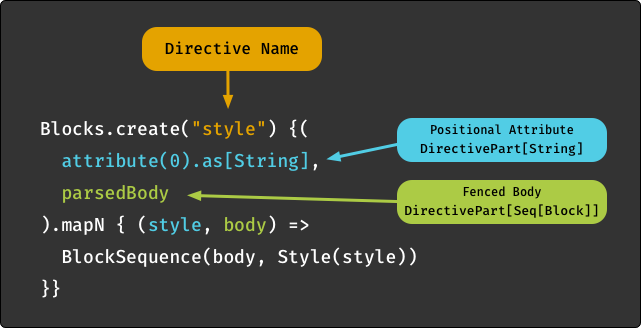 Directive Name
Blocks.create("style") {(
attribute(0).as[String],
parsedBody
).mapN { (style, body) =>
BlockSequence(body, Style(style))
}}
Positional Attribute
DirectivePart[String]
Fenced Body
DirectivePart[Seq[Block]]